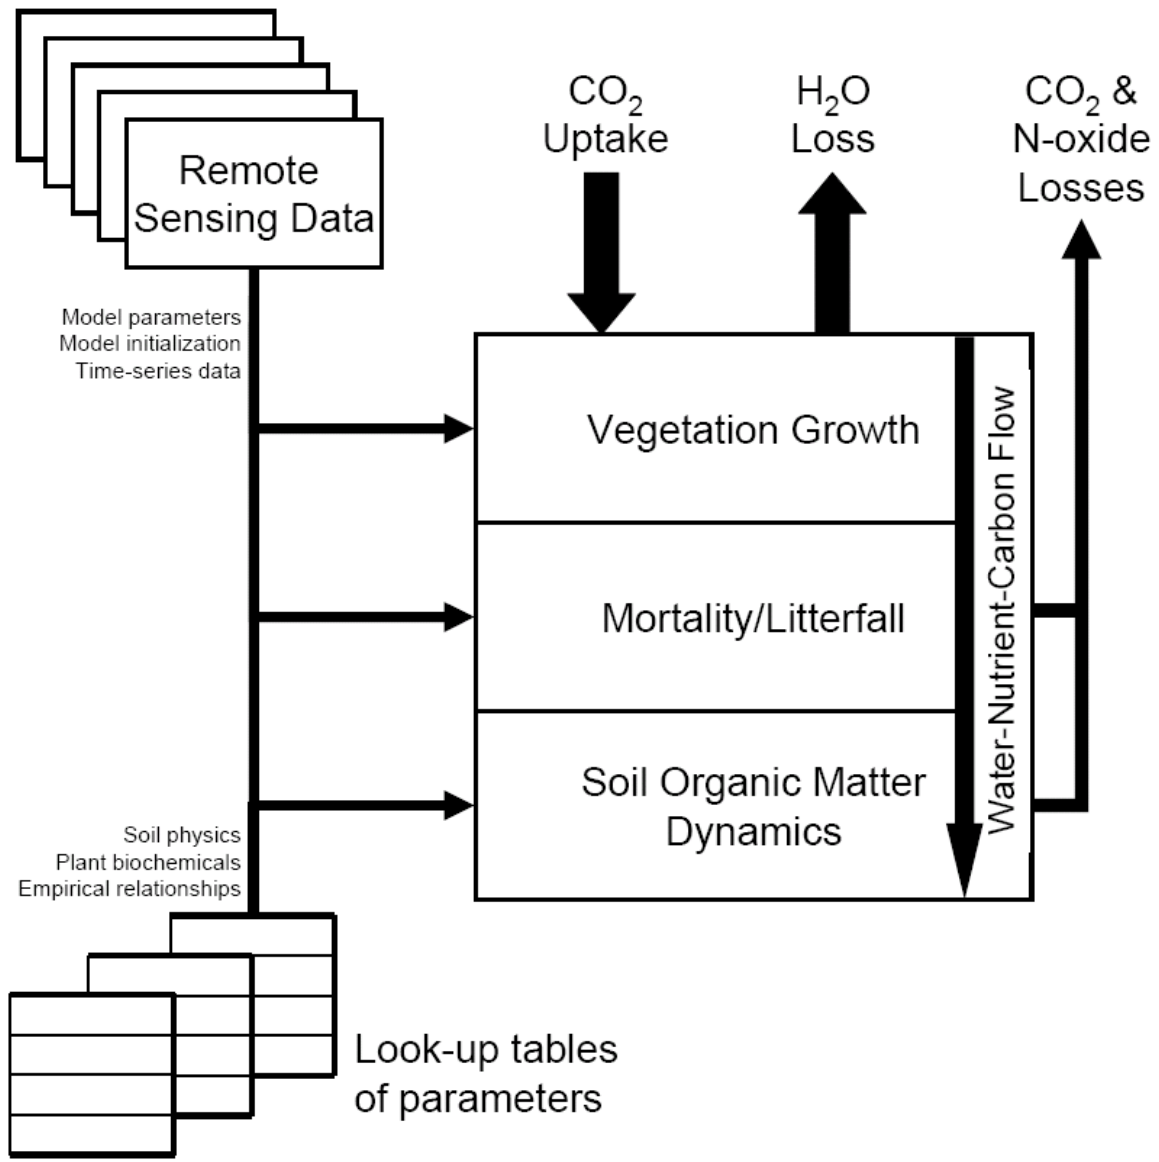 Remote
Sensing Data
CO₂
Uptake
H₂O
Loss
CO₂ &
N-oxide
Losses
Model parameters
Model initialization
Time-series data
Vegetation Growth
Mortality/Litterfall
Soil Organic Matter
Dynamics
Water-Nutrient-Carbon Flow
Soil physics
Plant biochemicals
Empirical relationships
Look-up tables
of parameters